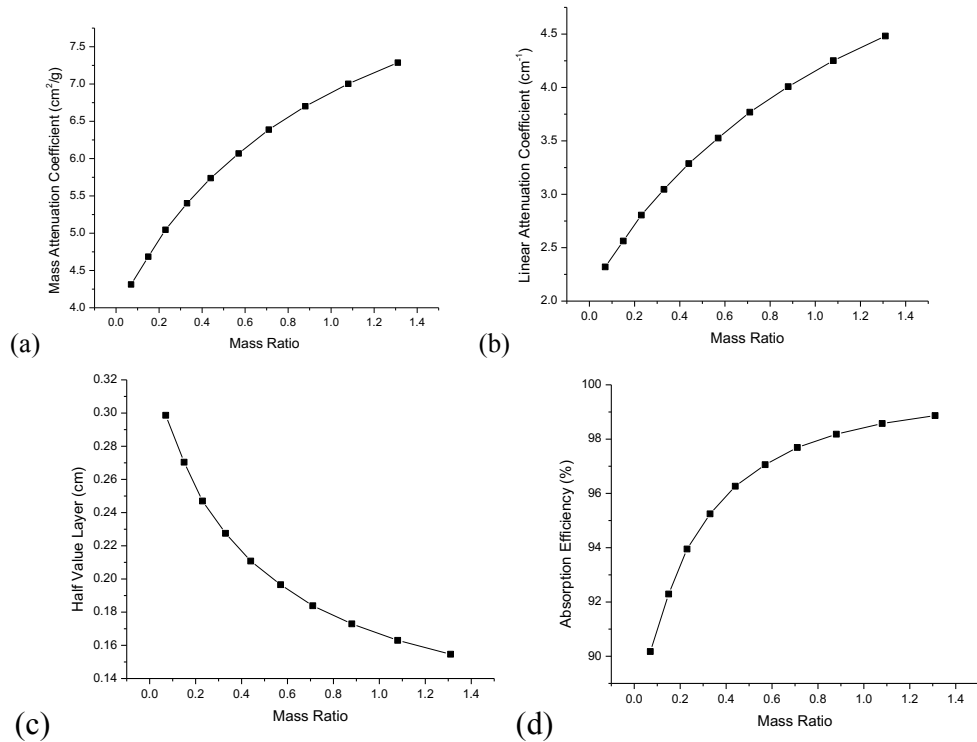 7.5
7.0
6.5
6.0
5.5
5.0
4.5
4.0
Mass Attenuation Coefficient (cm²/g)
0.0 0.2 0.4 0.6 0.8 1.0 1.2 1.4
Mass Ratio
(a)
4.5
4.0
3.5
3.0
2.5
2.0
Linear Attenuation Coefficient (cm⁻¹)
0.0 0.2 0.4 0.6 0.8 1.0 1.2 1.4
Mass Ratio
(b)
0.32
0.30
0.28
0.26
0.24
0.22
0.20
0.18
0.16
0.14
Half Value Layer (cm)
0.0 0.2 0.4 0.6 0.8 1.0 1.2 1.4
Mass Ratio
(c)
100
98
96
94
92
90
Absorption Efficiency (%)
0.0 0.2 0.4 0.6 0.8 1.0 1.2 1.4
Mass Ratio
(d)